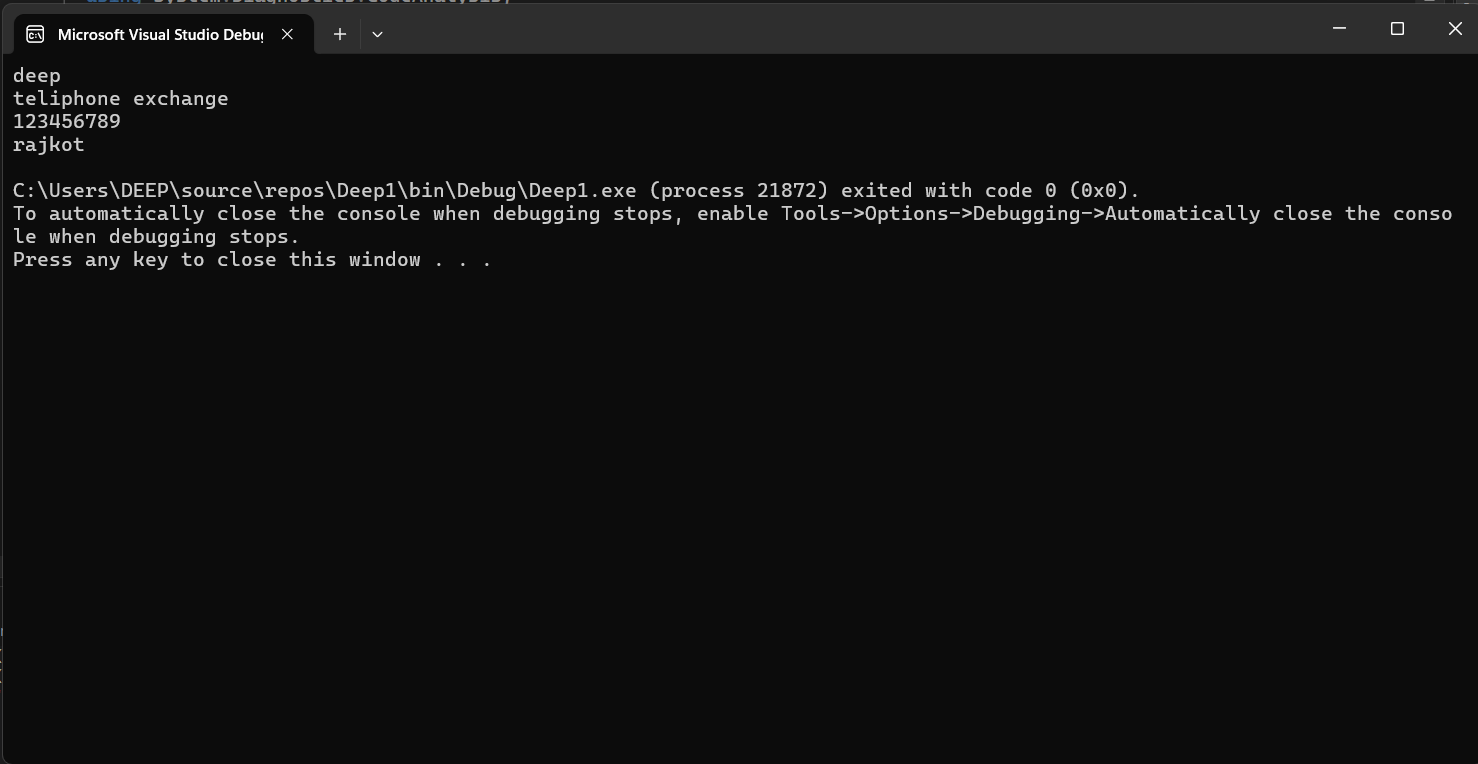 Microsoft Visual Studio Debu
deep
teliphone exchange
123456789
rajkot
C:\Users\DEEP\source\repos\Deep1\bin\Debug\Deep1.exe (process 21872) exited with code 0 (0x0).
To automatically close the console when debugging stops, enable Tools->Options->Debugging->Automatically close the conso
le when debugging stops.
Press any key to close this window . . .